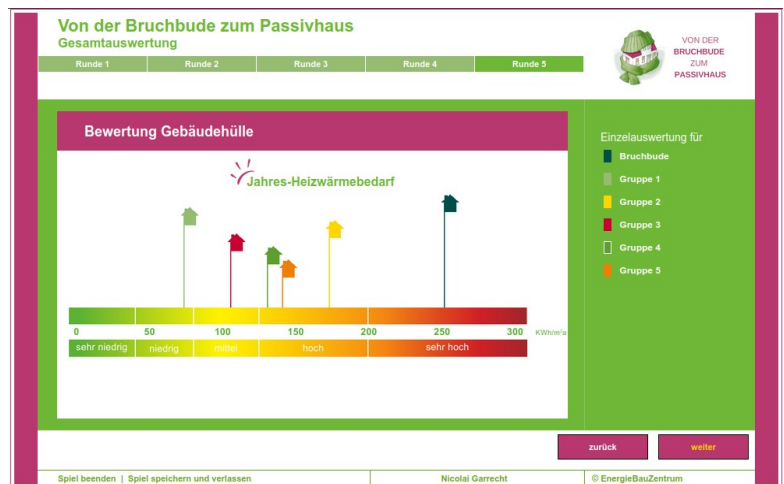 Von der Bruchbude zum Passivhaus
Gesamtauswertung
VON DER
BRUCHBUDE
ZUM
PASSIVHAUS
Runde 1 Runde 2 Runde 3 Runde 4 Runde 5
Bewertung Gebäudehülle
Jahres-Heizwärmebedarf
0 50 100 150 200 250 300 KWh/m²a
sehr niedrig niedrig mittel hoch sehr hoch
Einzelauswertung für
Bruchbude
Gruppe 1
Gruppe 2
Gruppe 3
Gruppe 4
Gruppe 5
zurück weiter
Spiel beenden | Spiel speichern und verlassen Nicolai Garrecht © EnergieBauZentrum